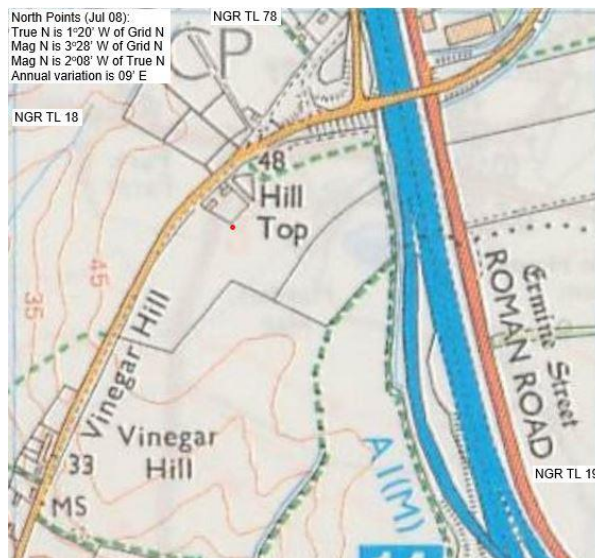 North Points (Jul 08):
True N is 1°20' W of Grid N
Mag N is 3°28' W of Grid N
Mag N is 2°08' W of True N
Annual variation is 09' E
NGR TL 78
CP
NGR TL 18
48
Hill
Top
45
35
Vinegar Hill
Ermine Street
ROMAN ROAD
Vinegar
Hill
33
MS
A1(M)
NGR TL 19